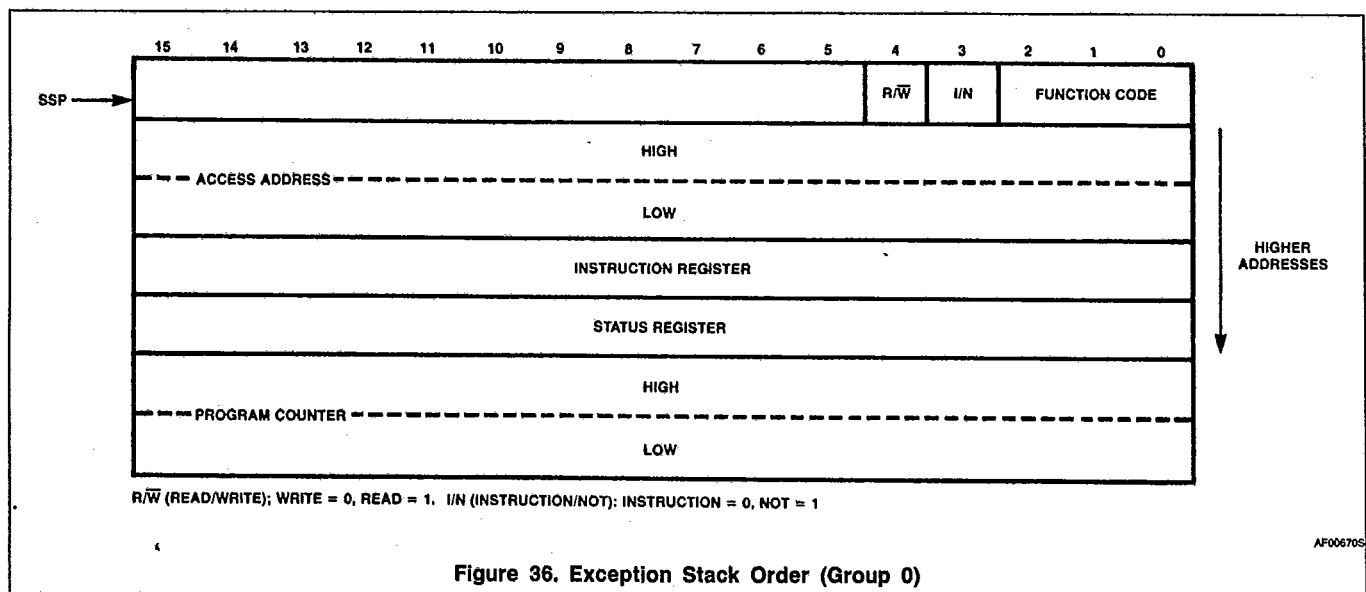 15 14 13 12 11 10 9 8 7 6 5 4 3 2 1 0
SSP R/W̅ I/N FUNCTION CODE
HIGH
ACCESS ADDRESS
LOW
INSTRUCTION REGISTER
HIGHER
ADDRESSES
STATUS REGISTER
HIGH
PROGRAM COUNTER
LOW
R/W̅ (READ/WRITE); WRITE = 0, READ = 1. I/N (INSTRUCTION/NOT): INSTRUCTION = 0, NOT = 1
AF00670S
Figure 36. Exception Stack Order (Group 0)